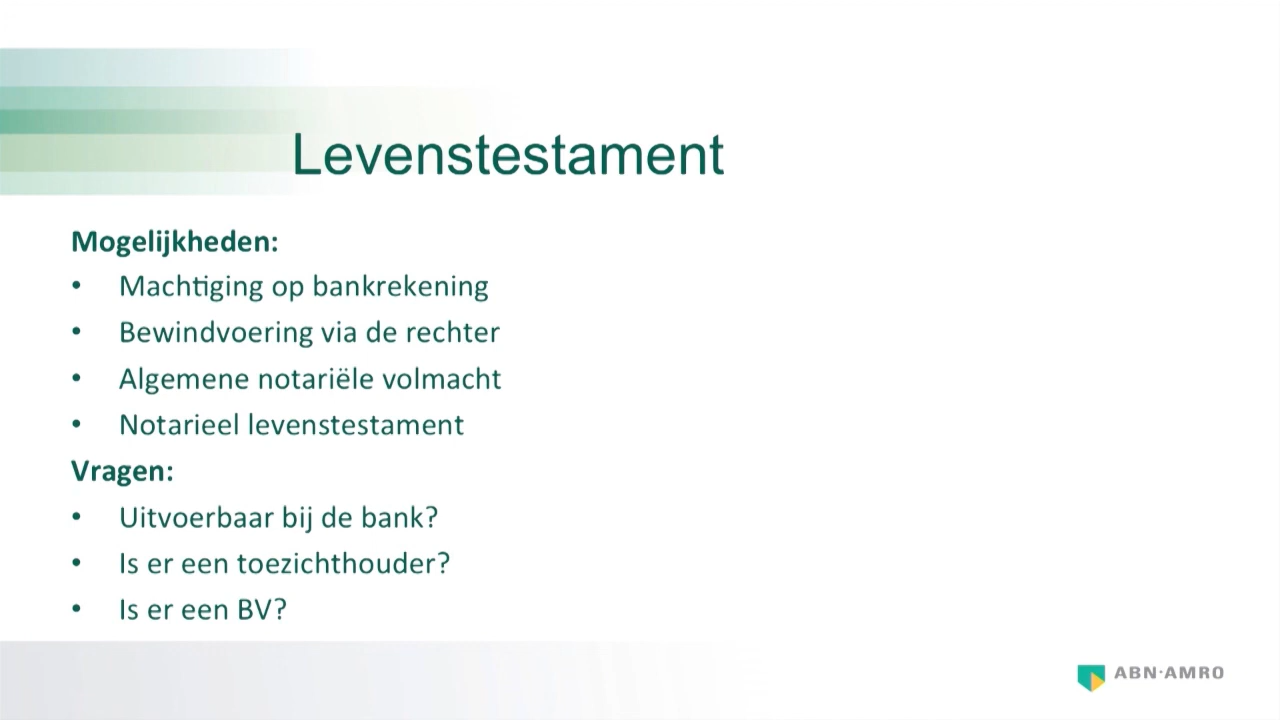 Levenstestament
Mogelijkheden:
• Machtiging op bankrekening
• Bewindvoering via de rechter
• Algemene notariële volmacht
• Notarieel levenstestament
Vragen:
• Uitvoerbaar bij de bank?
• Is er een toezichthouder?
• Is er een BV?
ABN·AMRO